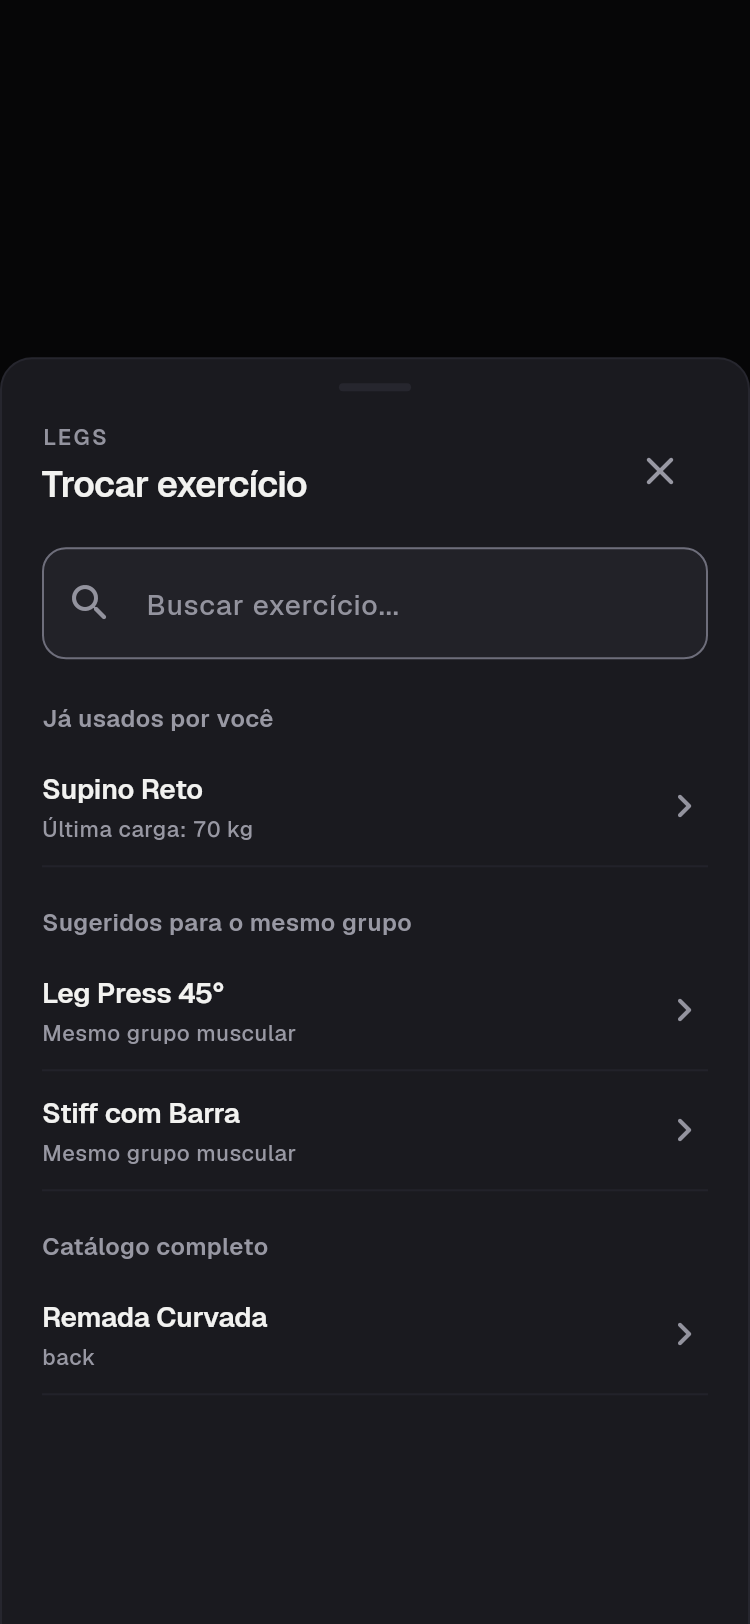 LEGS
Trocar exercício
Buscar exercício...
Já usados por você
Supino Reto
Última carga: 70 kg
Sugeridos para o mesmo grupo
Leg Press 45°
Mesmo grupo muscular
Stiff com Barra
Mesmo grupo muscular
Catálogo completo
Remada Curvada
back